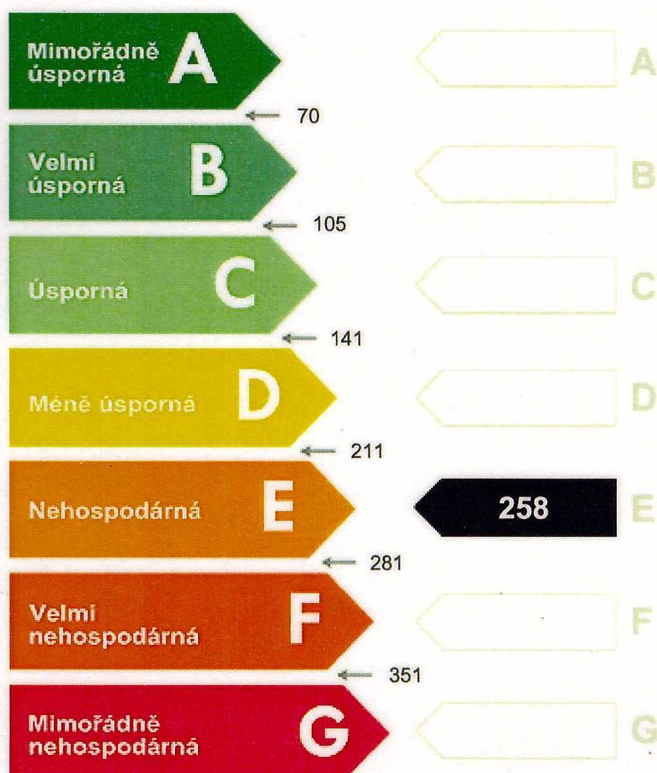 Mimořádně
úsporná
A
A
70
Velmi
úsporná
B
B
105
Úsporná
C
C
141
Méně úsporná
D
D
211
Nehospodárná
E
258
E
281
Velmi
nehospodárná
F
F
351
Mimořádně
nehospodárná
G
G